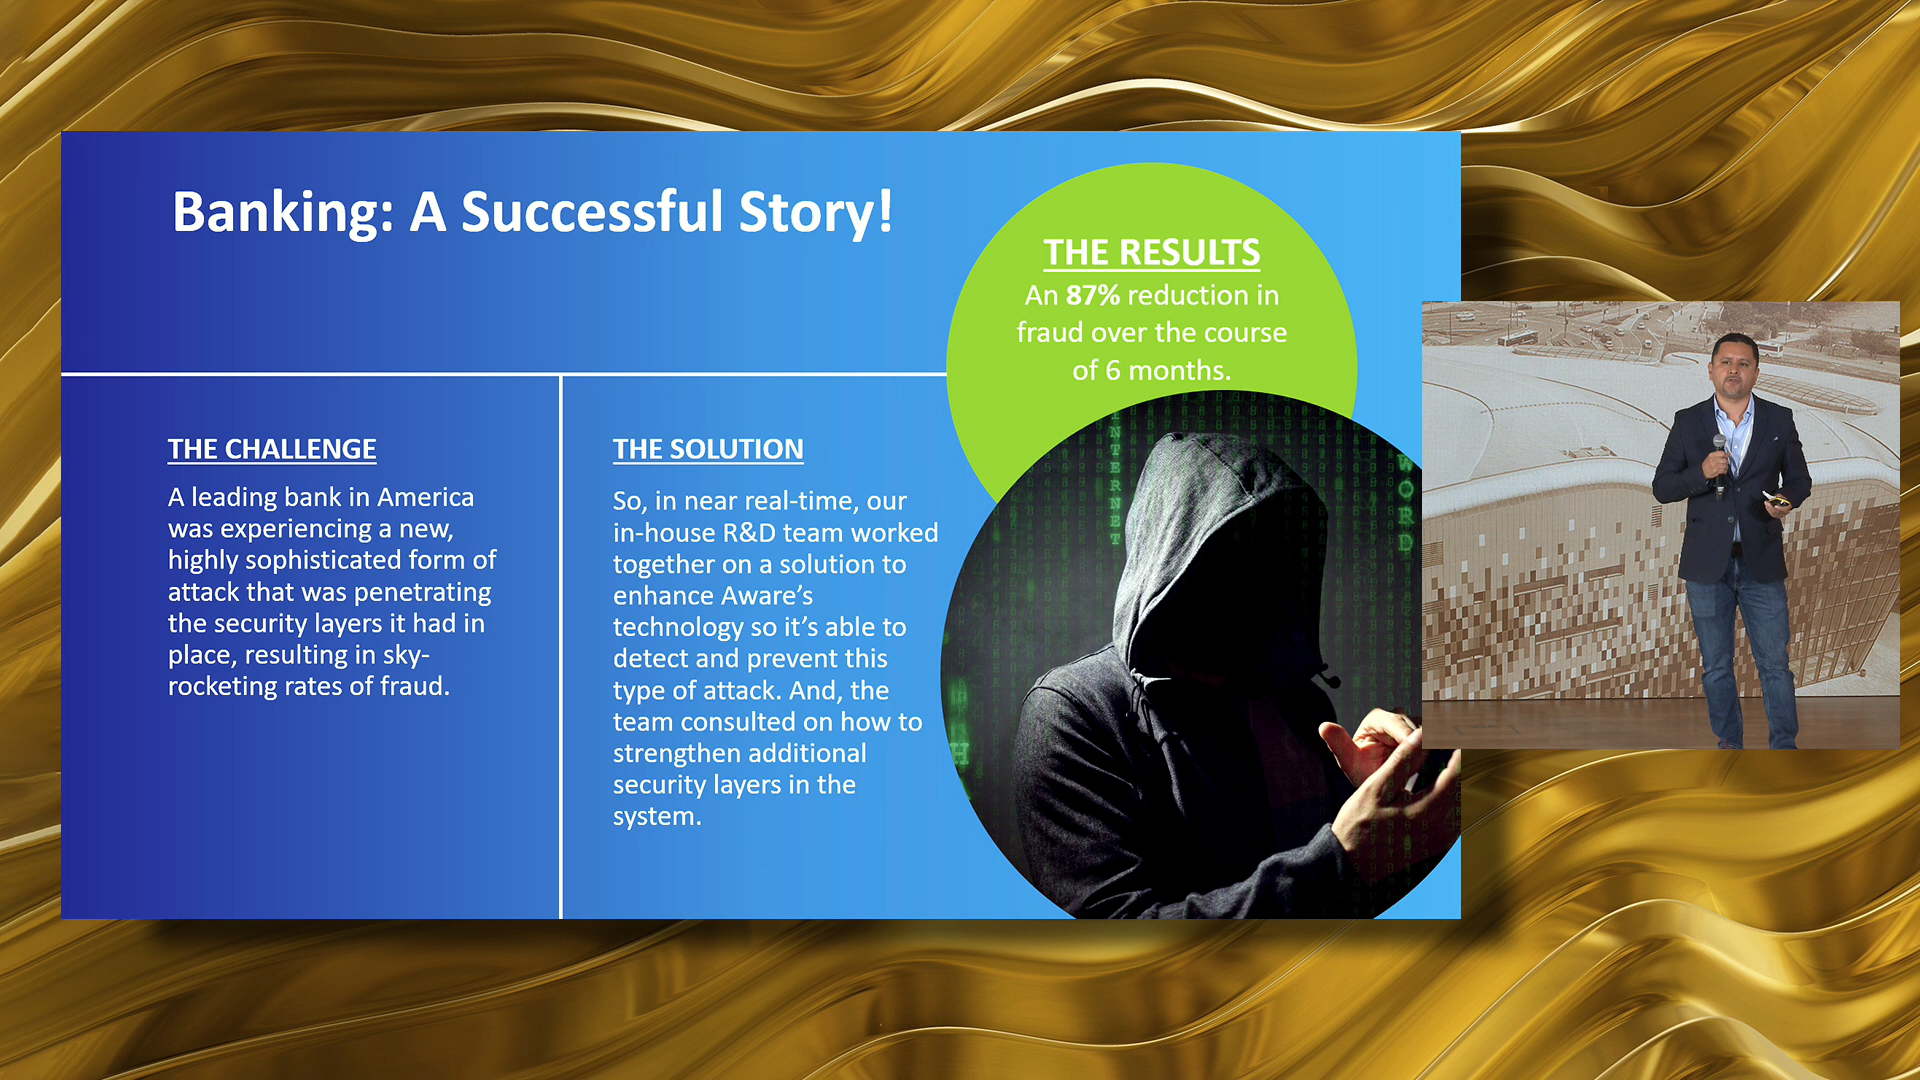 Banking: A Successful Story!
THE RESULTS
An 87% reduction in
fraud over the course
of 6 months.
THE CHALLENGE
A leading bank in America
was experiencing a new,
highly sophisticated form of
attack that was penetrating
the security layers it had in
place, resulting in sky-
rocketing rates of fraud.
THE SOLUTION
So, in near real-time, our
in-house R&D team worked
together on a solution to
enhance Aware’s
technology so it’s able to
detect and prevent this
type of attack. And, the
team consulted on how to
strengthen additional
security layers in the
system.
INTERNET
WORD